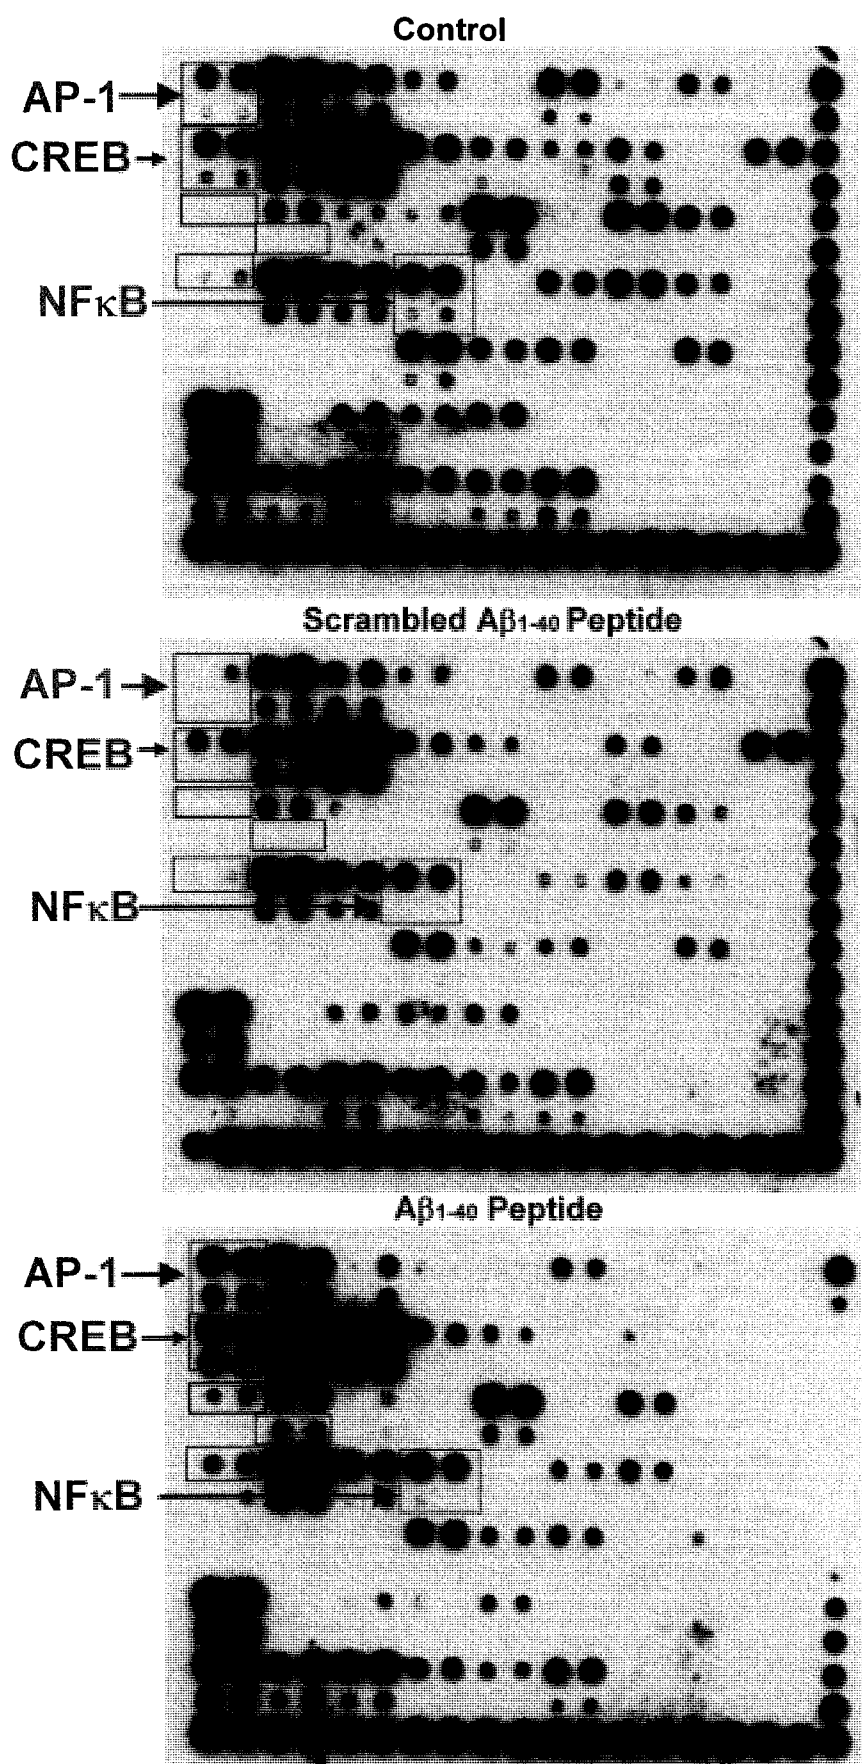 Control
AP-1
CREB
NFκB
Scrambled Aβ1-40 Peptide
AP-1
CREB
NFκB
Aβ1-40 Peptide
AP-1
CREB
NFκB